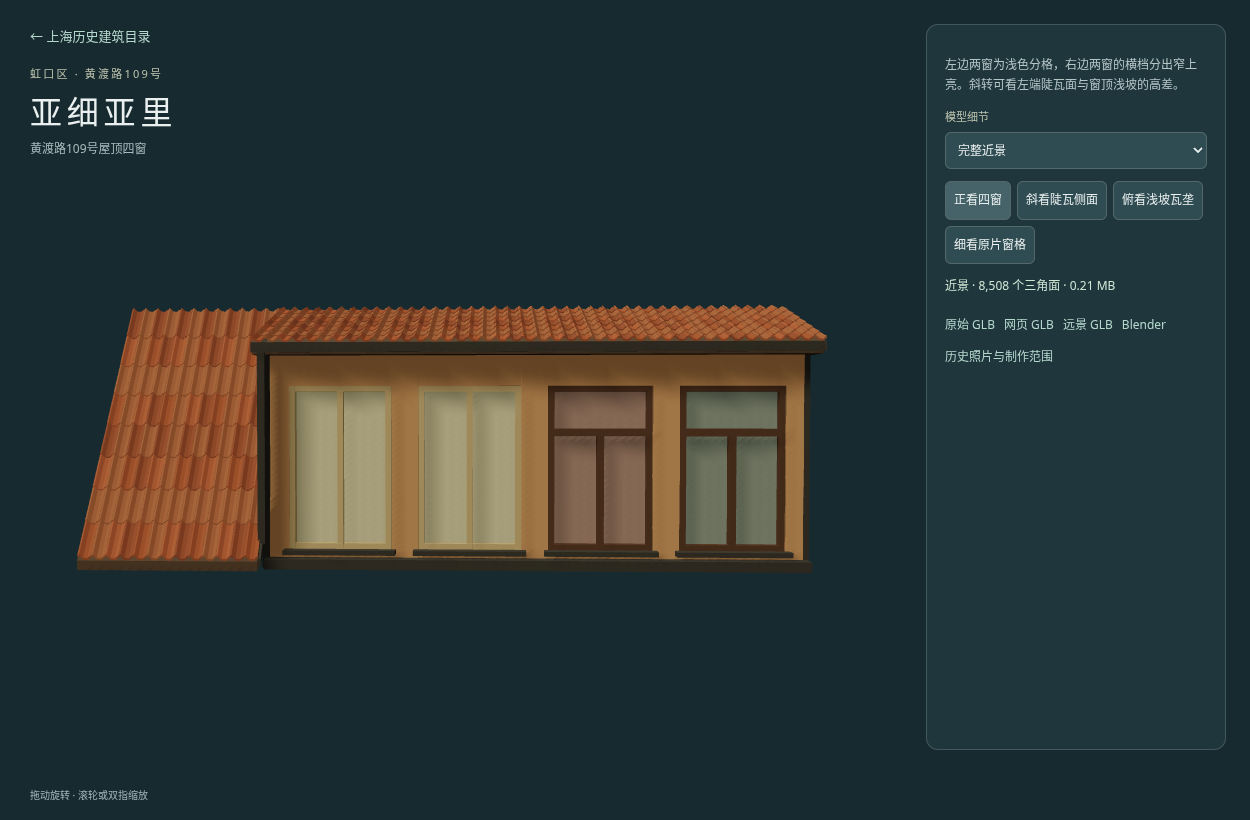 ← 上海历史建筑目录
虹口区 · 黄渡路109号
亚细亚里
黄渡路109号屋顶四窗
左边两窗为浅色分格，右边两窗的横档分出窄上
亮。斜转可看左端陡瓦面与窗顶浅坡的高差。
模型细节
完整近景
正看四窗 斜看陡瓦侧面 俯看浅坡瓦垄
细看原片窗格
近景 · 8,508 个三角面 · 0.21 MB
原始 GLB 网页 GLB 远景 GLB Blender
历史照片与制作范围
拖动旋转 · 滚轮或双指缩放